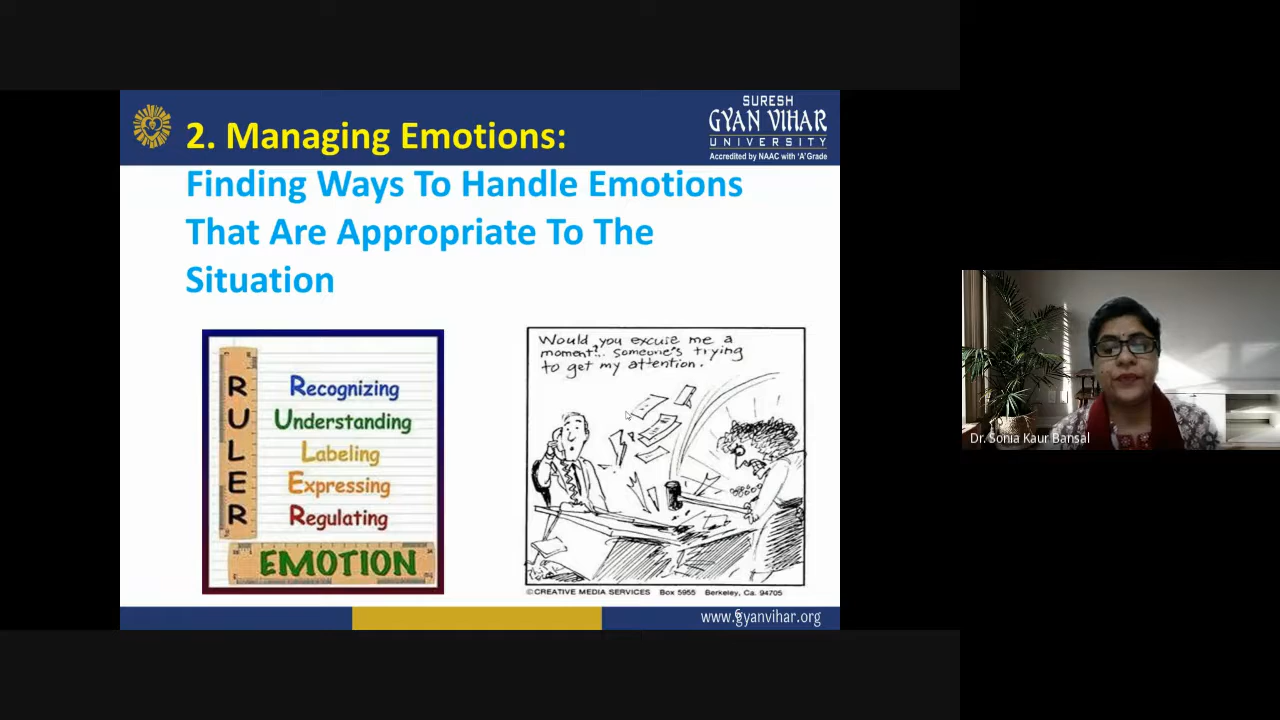 SURESH
GYAN VIHAR
UNIVERSITY
Accredited by NAAC with 'A' Grade
2. Managing Emotions:
Finding Ways To Handle Emotions
That Are Appropriate To The
Situation
RULER
Recognizing
Understanding
Labeling
Expressing
Regulating
EMOTION
Would you excuse me a
moment?... Someone's trying
to get my attention.
©CREATIVE MEDIA SERVICES Box 5955 Berkeley, Ca. 94705
6
www.gyanvihar.org
Dr. Sonia Kaur Bansal